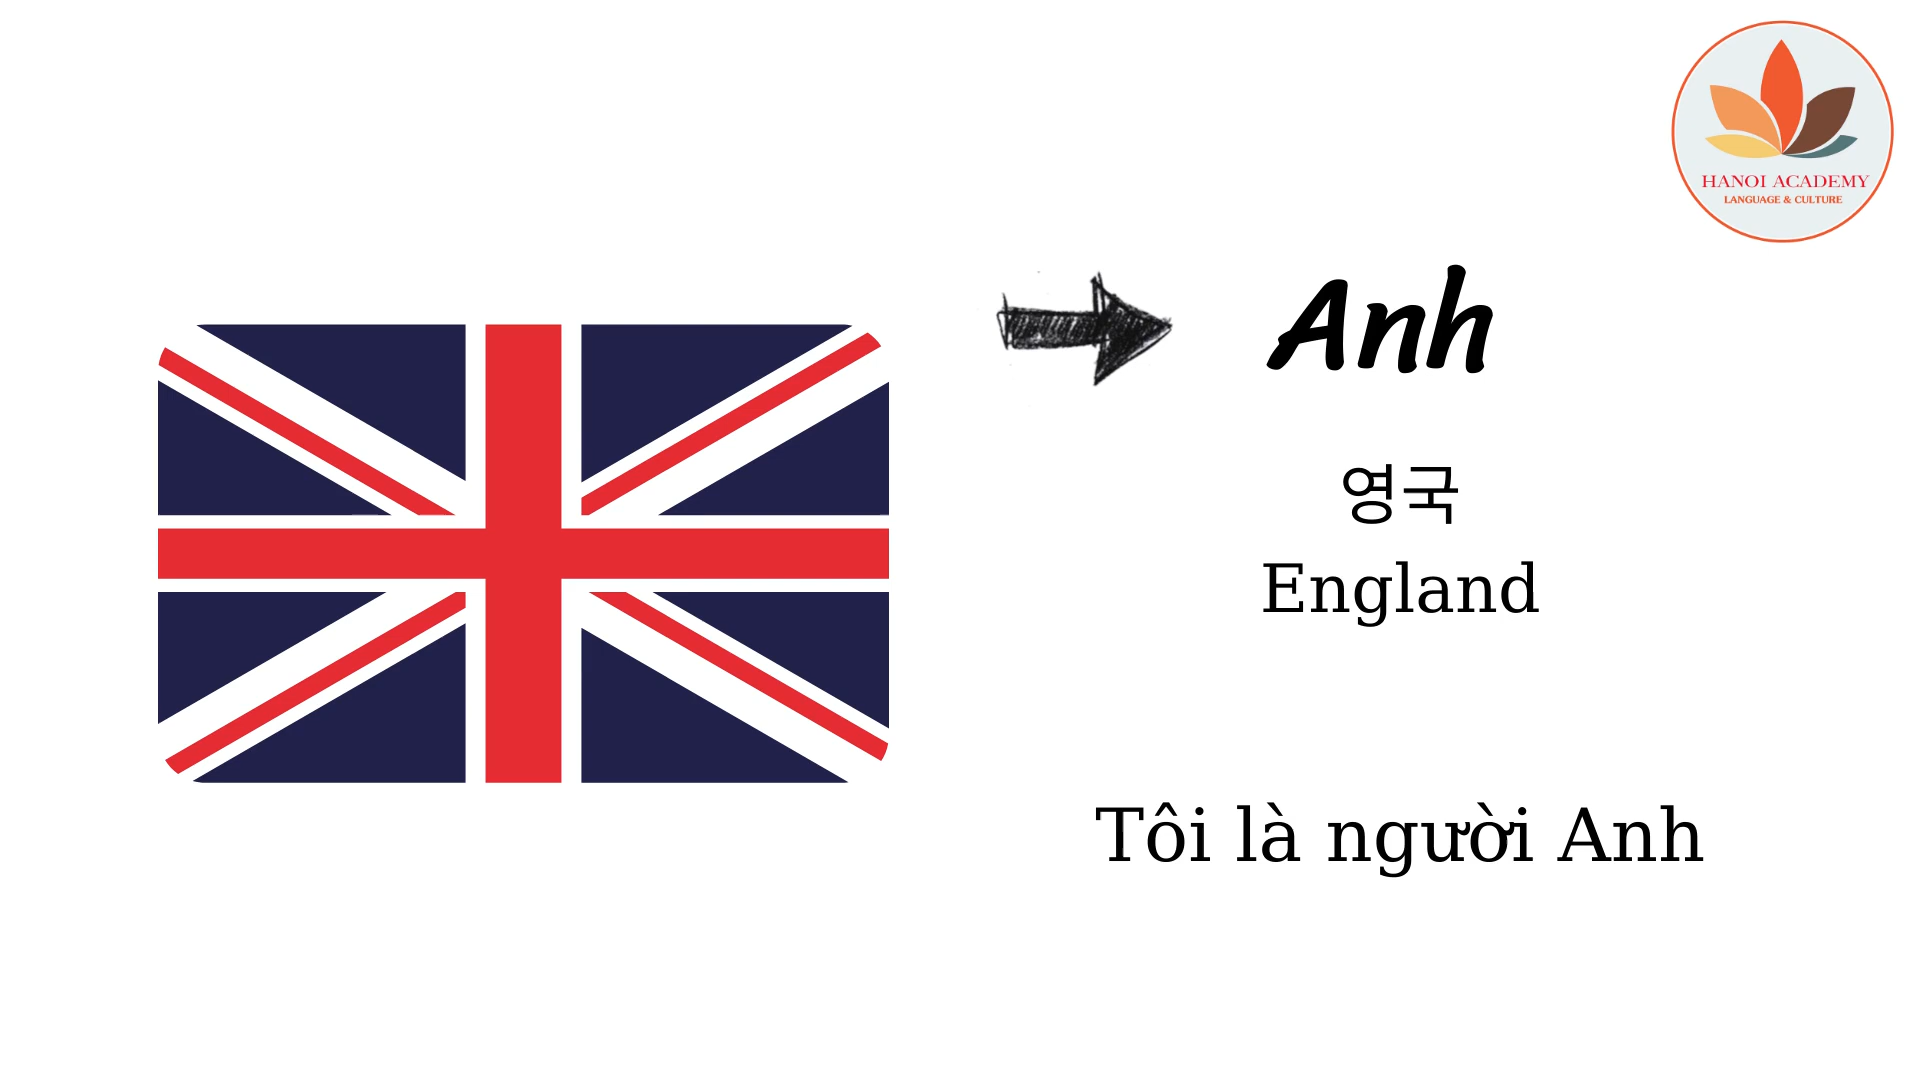 HANOI ACADEMY
LANGUAGE & CULTURE
Anh
영국
England
Tôi là người Anh